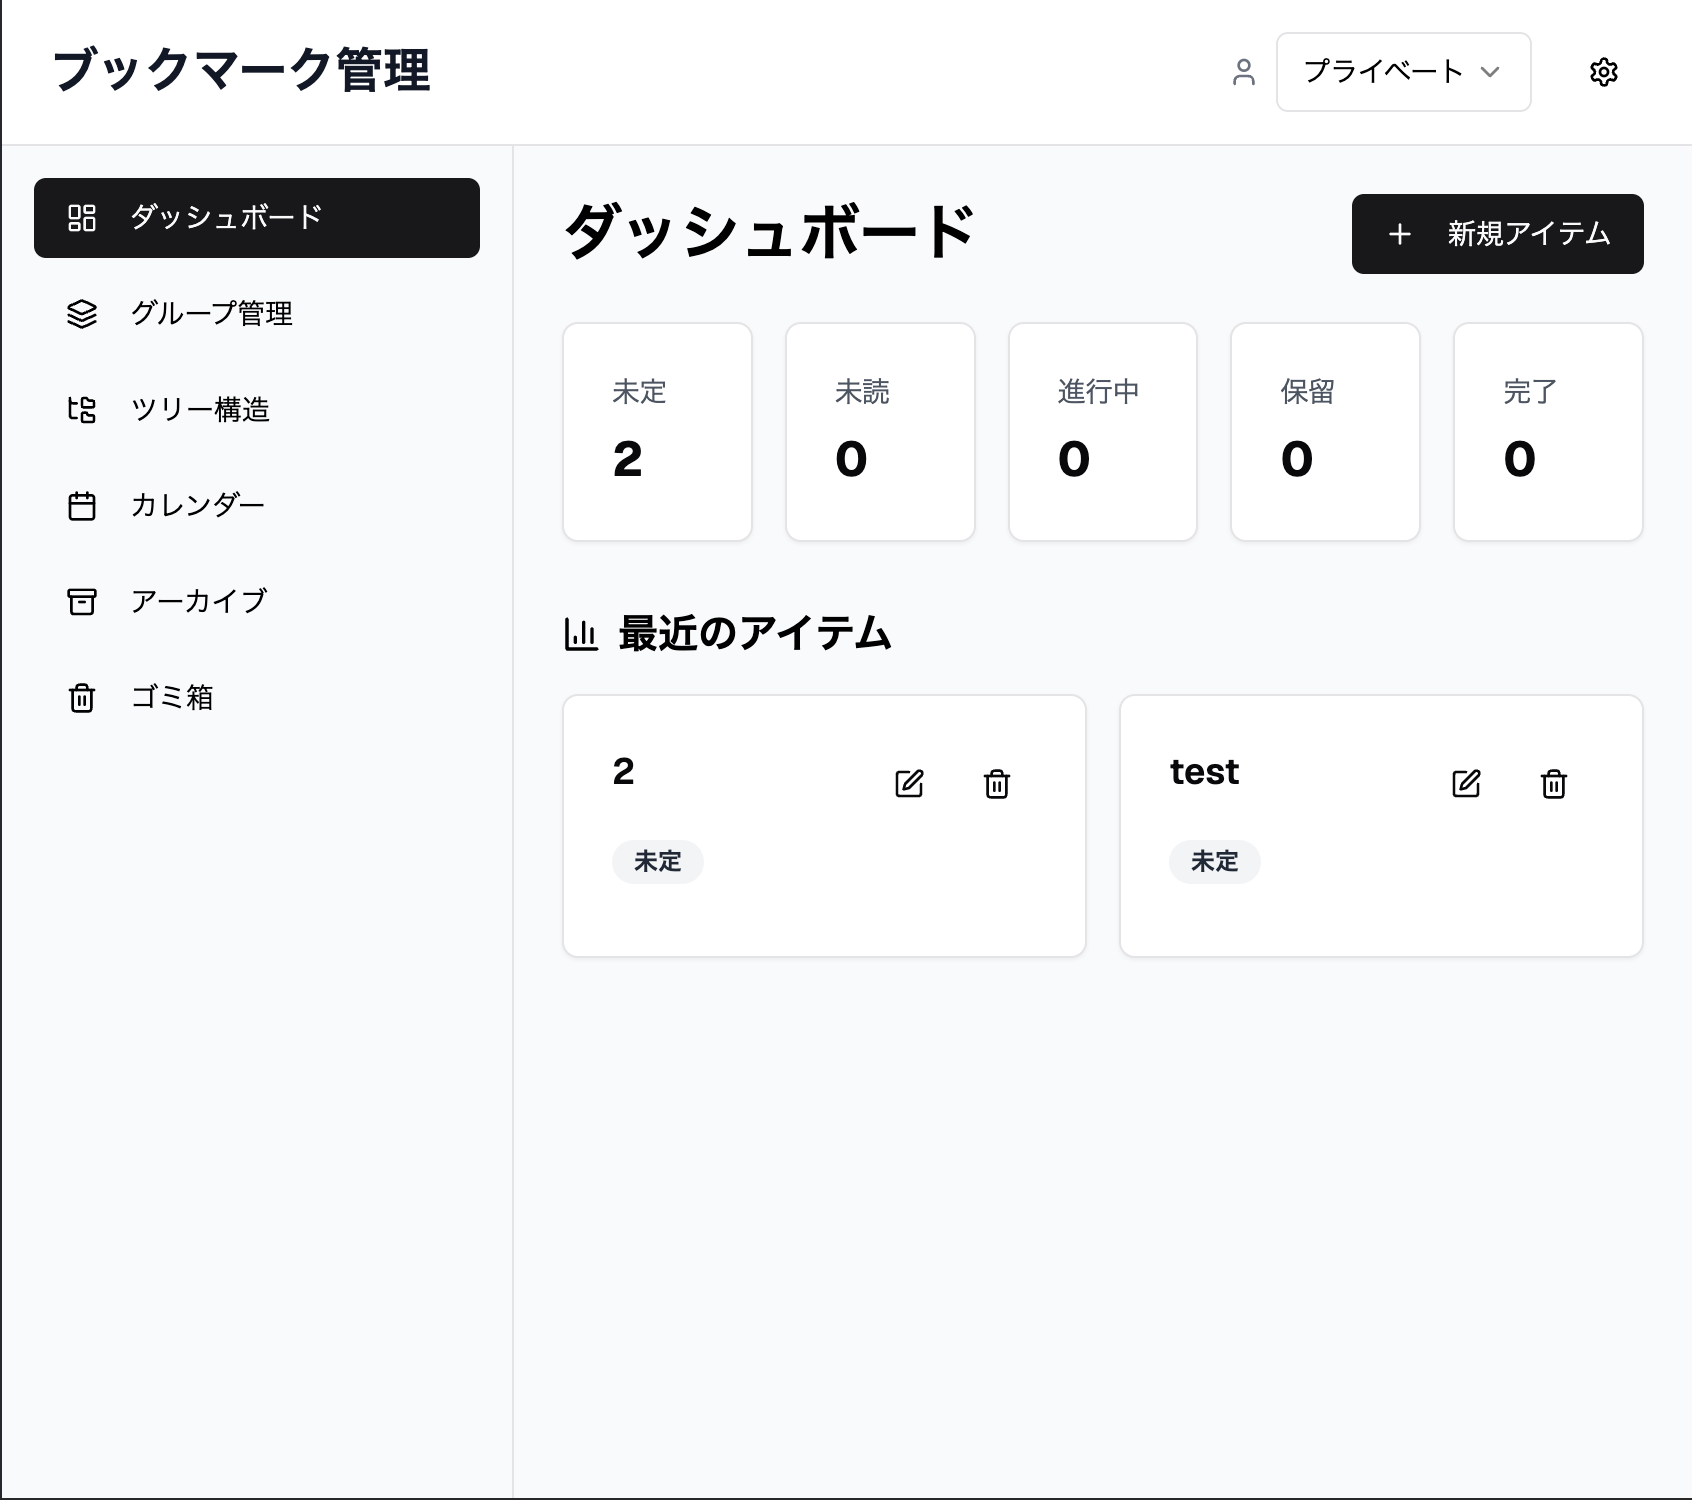 ブックマーク管理
プライベート
ダッシュボード
グループ管理
ツリー構造
カレンダー
アーカイブ
ゴミ箱
ダッシュボード
新規アイテム
未定
2
未読
0
進行中
0
保留
0
完了
0
最近のアイテム
2
未定
test
未定